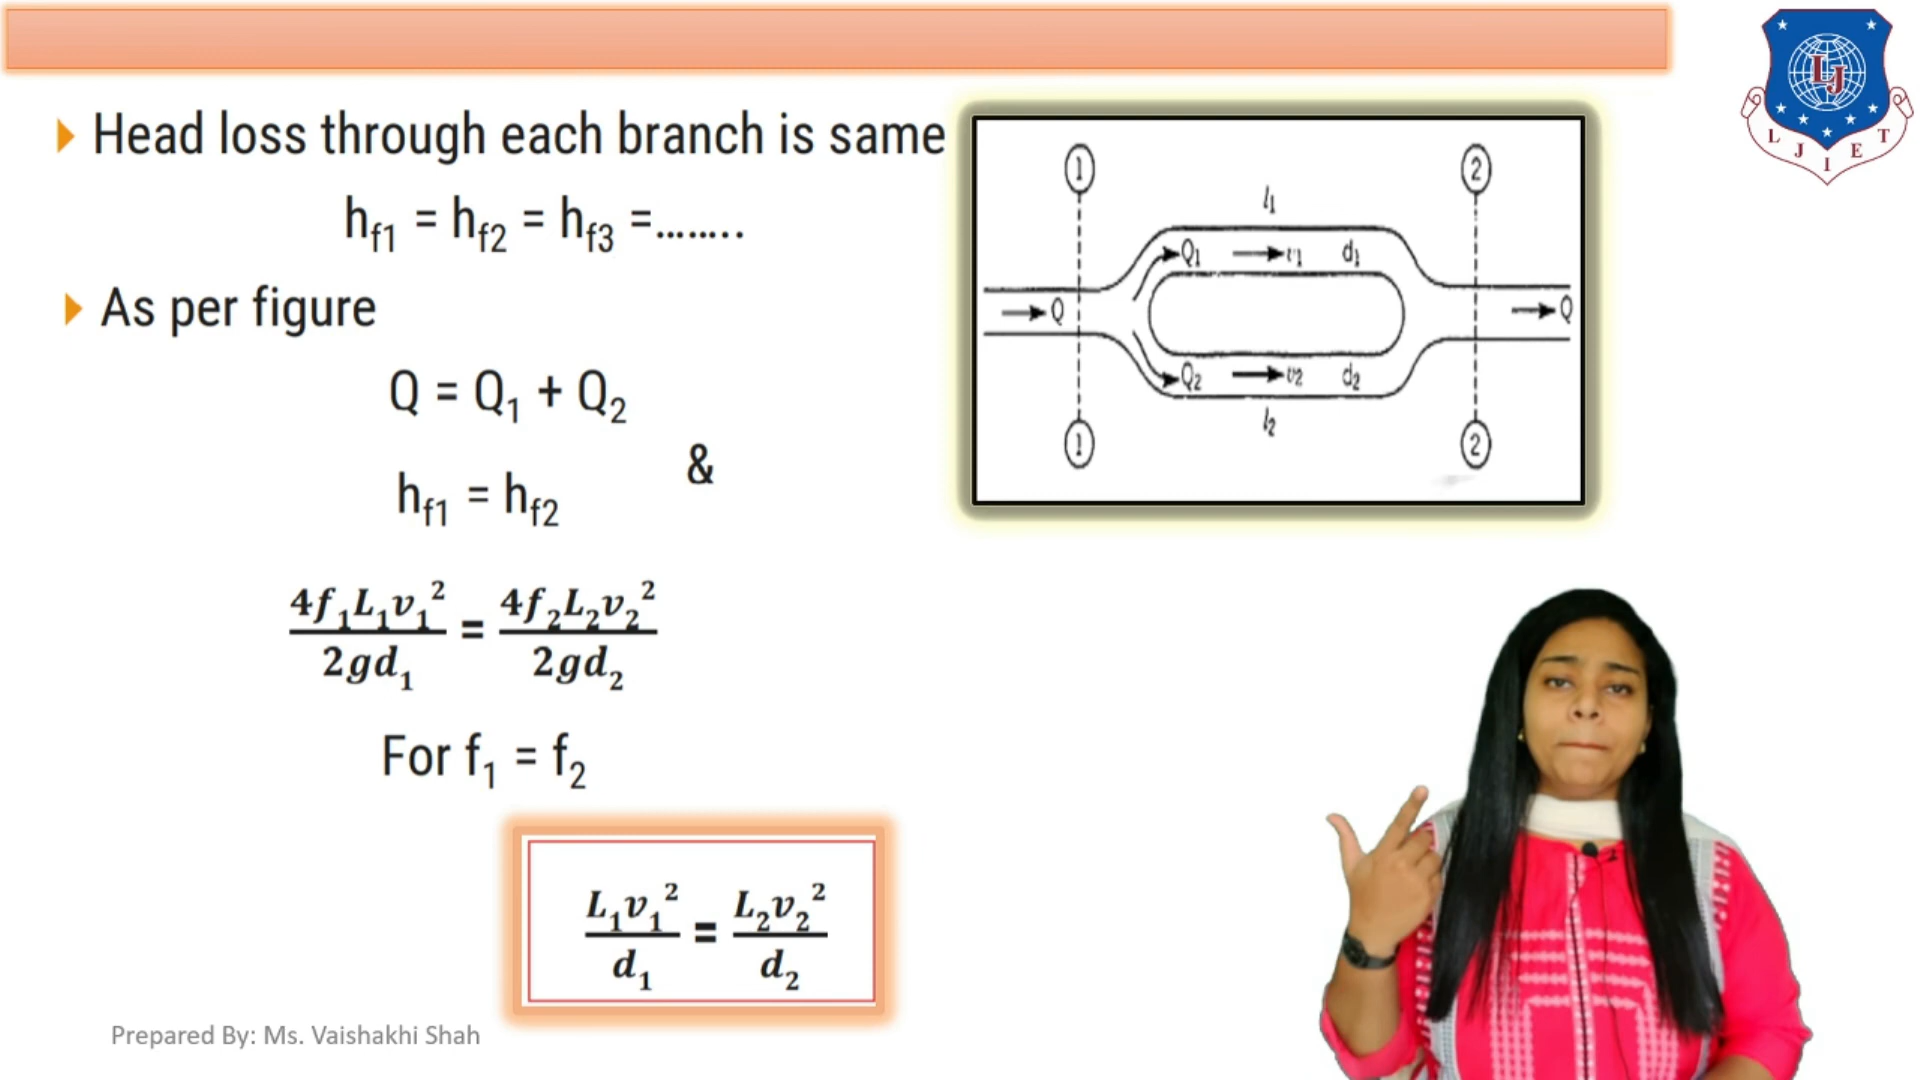 Head loss through each branch is same
hf1 = hf2 = hf3 =........
As per figure
Q = Q1 + Q2
&
hf1 = hf2
4f1L1v1² / 2gd1 = 4f2L2v2² / 2gd2
For f1 = f2
L1v1² / d1 = L2v2² / d2
Prepared By: Ms. Vaishakhi Shah
1 2
l1
Q1 v1 d1
Q Q
Q2 v2 d2
l2
1 2
LJ
L J I E T